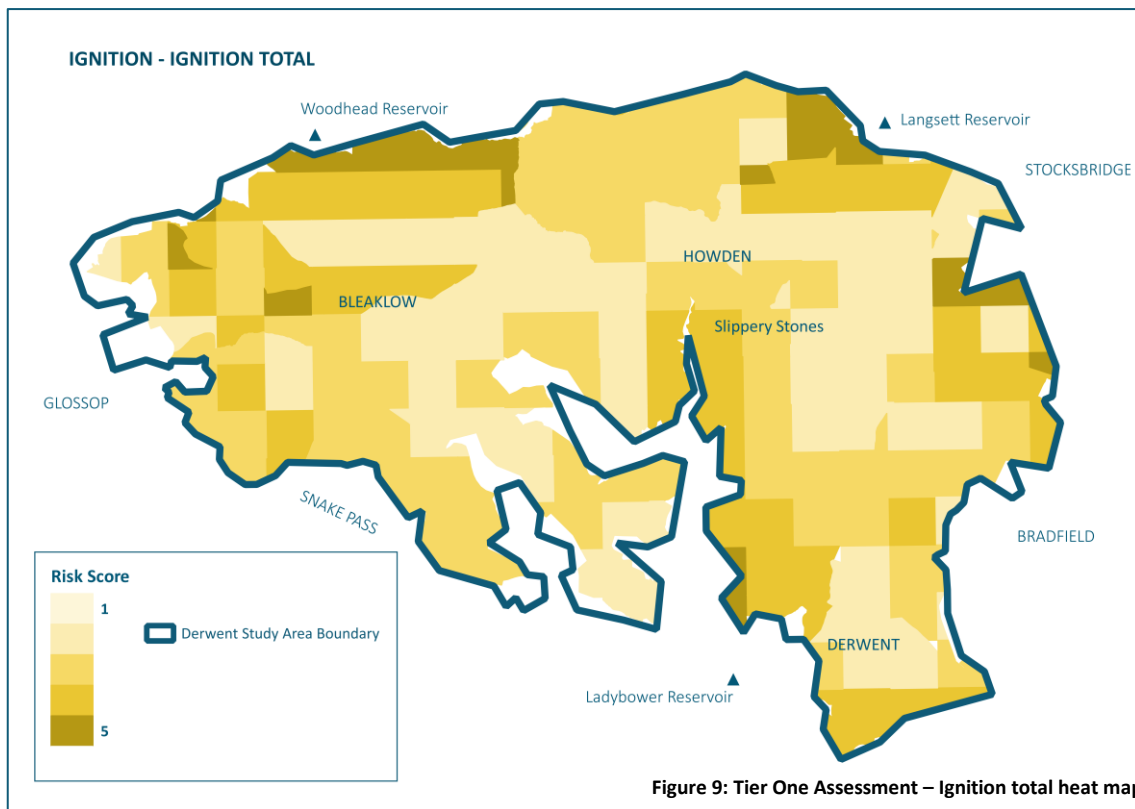 IGNITION - IGNITION TOTAL
Woodhead Reservoir
Langsett Reservoir
STOCKSBRIDGE
HOWDEN
BLEAKLOW
Slippery Stones
GLOSSOP
SNAKE PASS
BRADFIELD
Risk Score
1
Derwent Study Area Boundary
5
DERWENT
Ladybower Reservoir
Figure 9: Tier One Assessment – Ignition total heat map